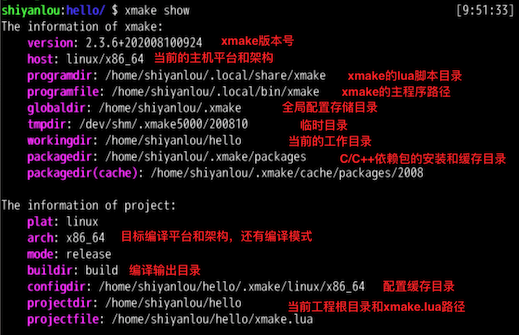 shiyanlou:hello/ $ xmake show [9:51:33]
The information of xmake:
version: 2.3.6+202008100924 xmake版本号
host: linux/x86_64 当前的主机平台和架构
programdir: /home/shiyanlou/.local/share/xmake xmake的lua脚本目录
programfile: /home/shiyanlou/.local/bin/xmake xmake的主程序路径
globaldir: /home/shiyanlou/.xmake 全局配置存储目录
tmpdir: /dev/shm/.xmake5000/200810 临时目录
workingdir: /home/shiyanlou/hello 当前的工作目录
packagedir: /home/shiyanlou/.xmake/packages C/C++依赖包的安装和缓存目录
packagedir(cache): /home/shiyanlou/.xmake/cache/packages/2008
The information of project:
plat: linux
arch: x86_64 目标编译平台和架构，还有编译模式
mode: release
buildir: build 编译输出目录
configdir: /home/shiyanlou/hello/.xmake/linux/x86_64 配置缓存目录
projectdir: /home/shiyanlou/hello 当前工程根目录和xmake.lua路径
projectfile: /home/shiyanlou/hello/xmake.lua